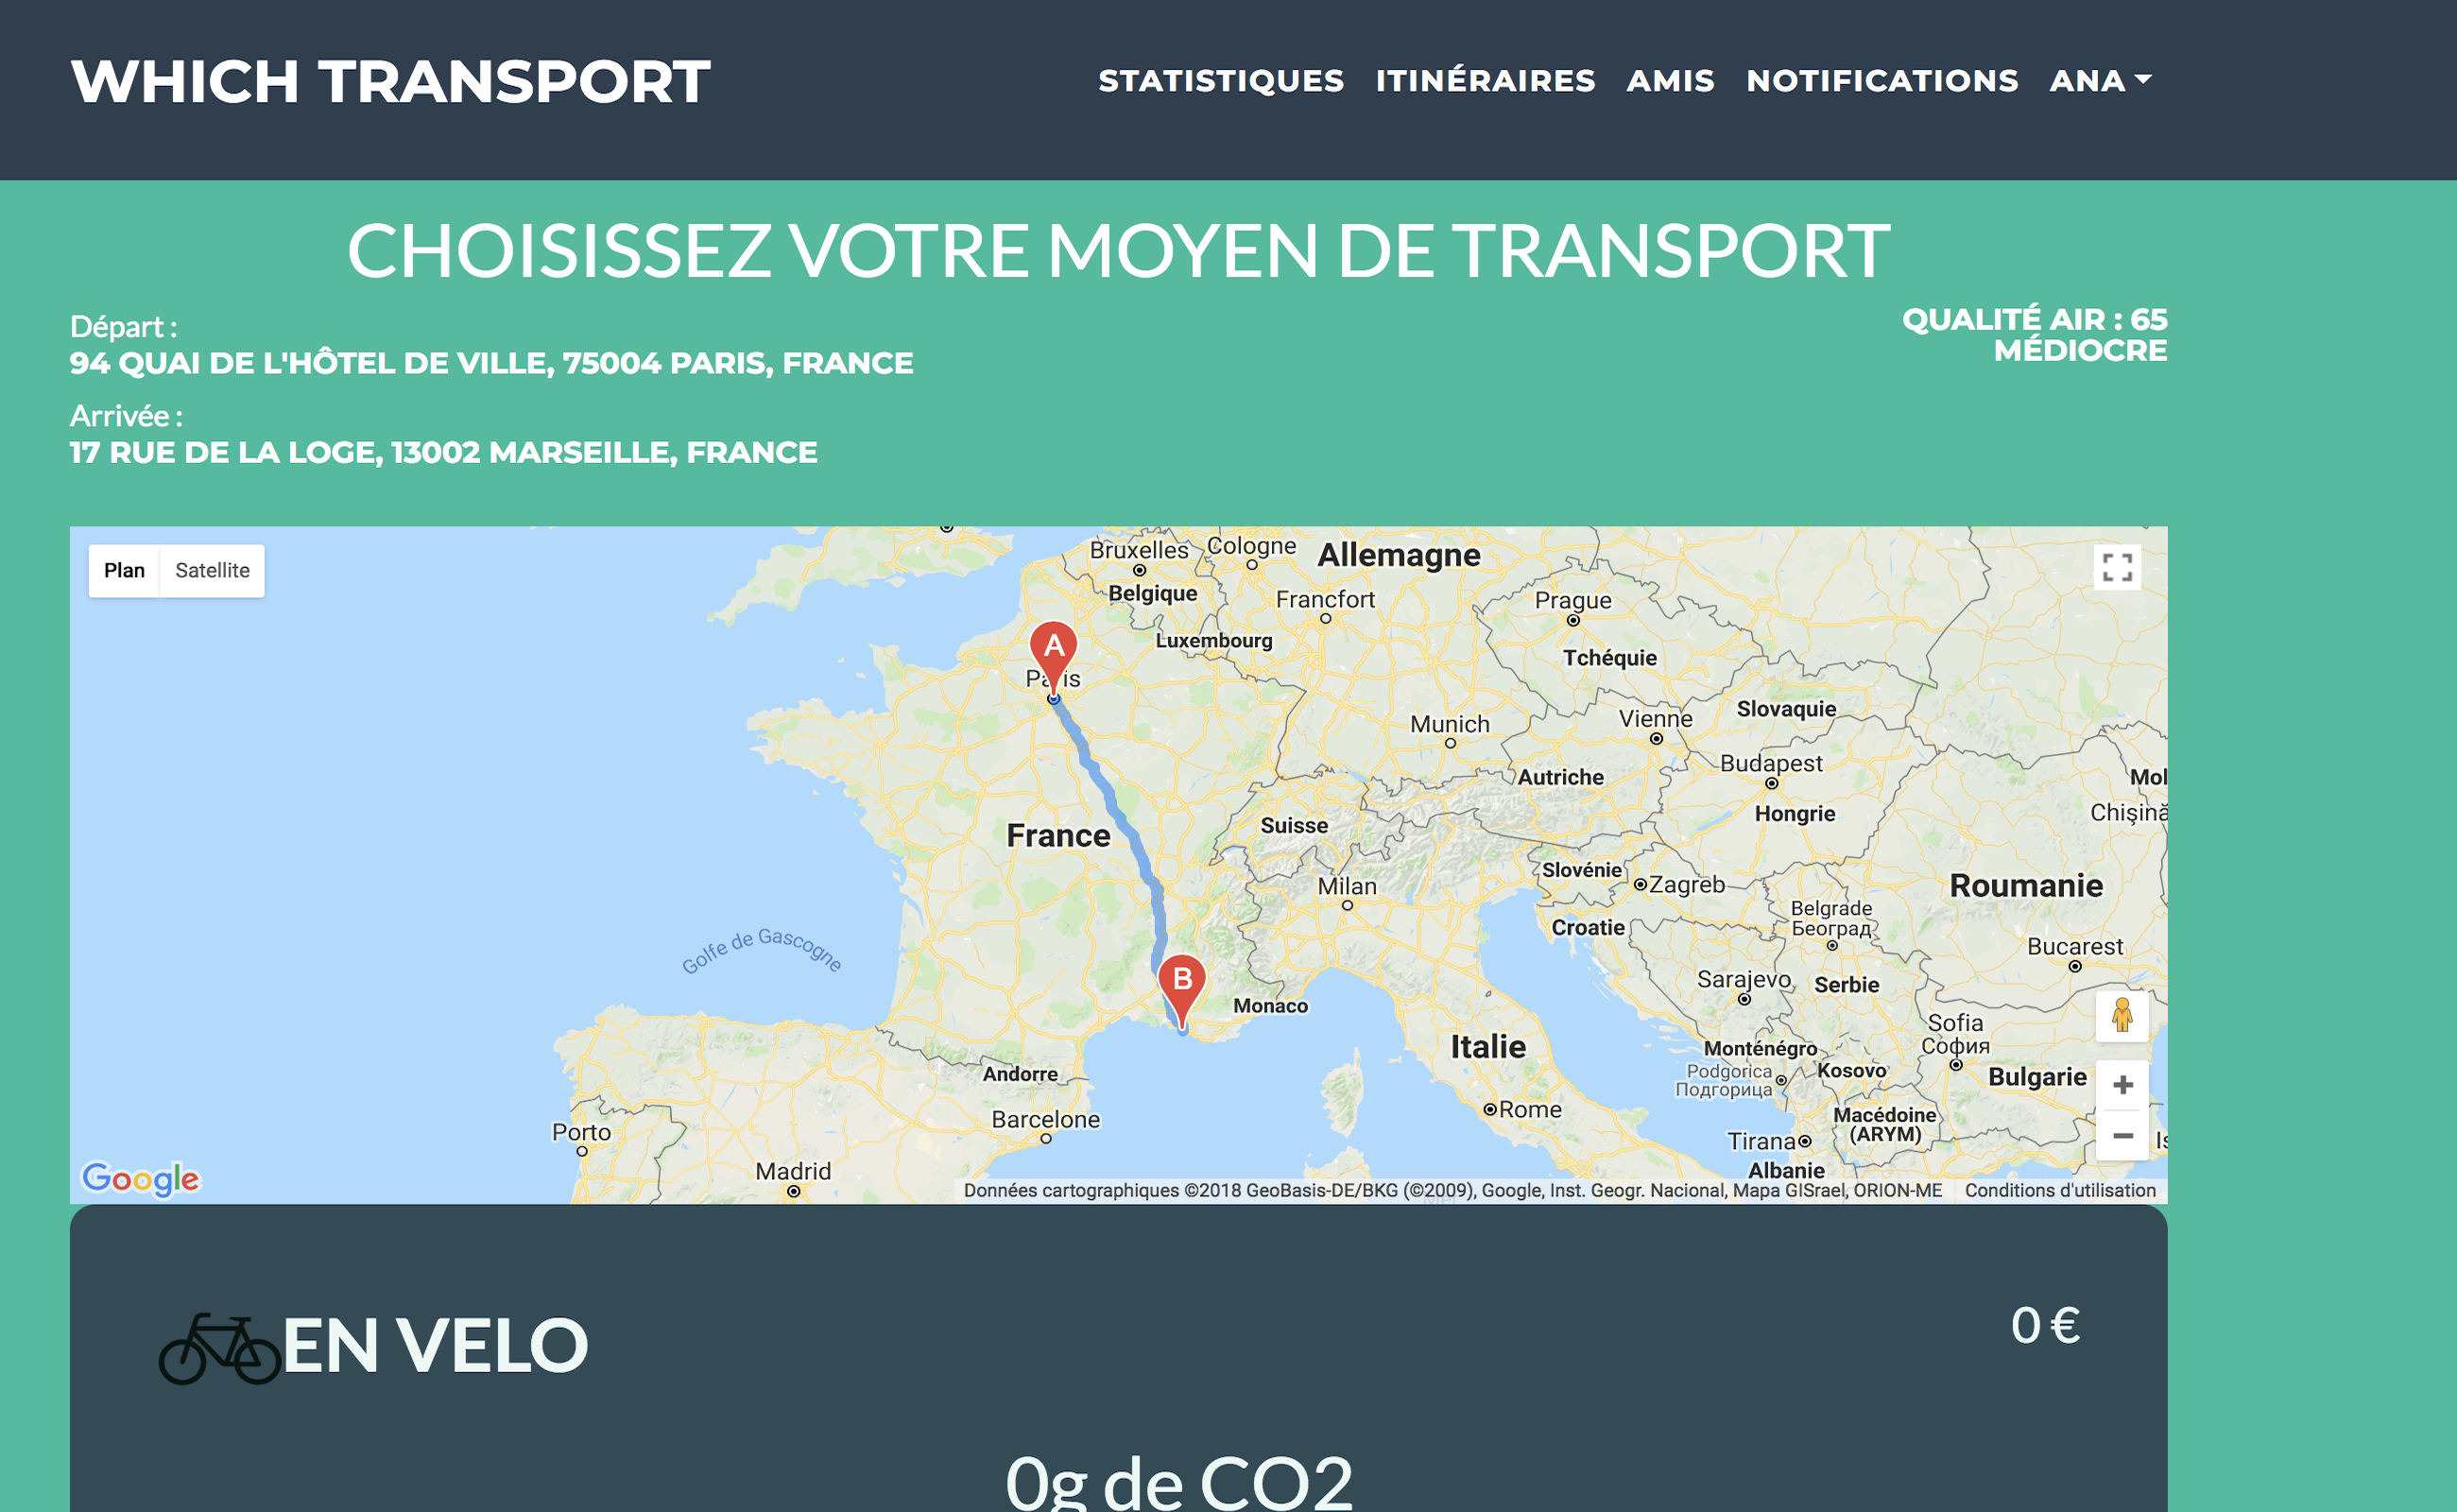 WHICH TRANSPORT
STATISTIQUES ITINÉRAIRES AMIS NOTIFICATIONS ANA
CHOISISSEZ VOTRE MOYEN DE TRANSPORT
Départ :
94 QUAI DE L'HÔTEL DE VILLE, 75004 PARIS, FRANCE
QUALITÉ AIR : 65
MÉDIOCRE
Arrivée :
17 RUE DE LA LOGE, 13002 MARSEILLE, FRANCE
Plan Satellite
Bruxelles
Cologne
Allemagne
Belgique
Francfort
Prague
Luxembourg
Tchéquie
A
Paris
Munich
Vienne
Slovaquie
Budapest
Autriche
Hongrie
Mol
Chişină
France
Suisse
Slovénie
Milan
Zagreb
Roumanie
Belgrade
Београд
Croatie
Golfe de Gascogne
Bucarest
B
Sarajevo
Serbie
Monaco
Sofia
София
Italie
Monténégro
Podgorica
Подгорица
Kosovo
Bulgarie
Andorre
Barcelone
Rome
Macédoine
(ARYM)
Porto
Tirana
Is
Madrid
Albanie
Google
Données cartographiques ©2018 GeoBasis-DE/BKG (©2009), Google, Inst. Geogr. Nacional, Mapa GISrael, ORION-ME Conditions d'utilisation
EN VELO
0 €
0g de CO2